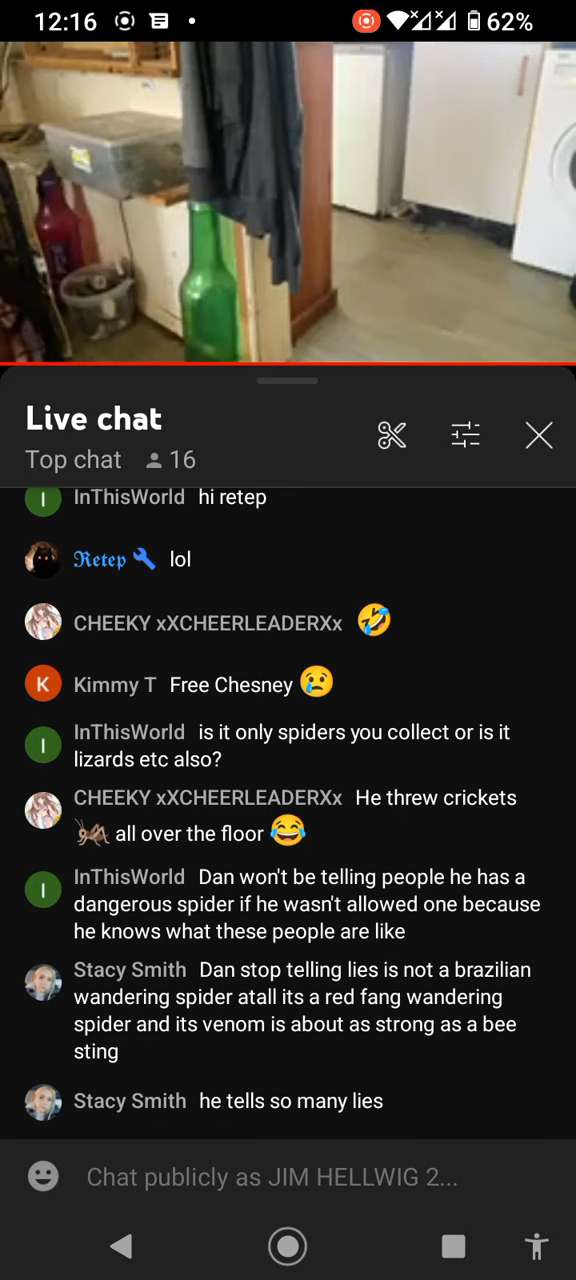 12:16 62%
Live chat
Top chat 16
InThisWorld hi retep
𝕽𝖊𝖙𝖊𝖕 🔧 lol
CHEEKY xXCHEERLEADERXx 🤣
K Kimmy T Free Chesney 😢
InThisWorld is it only spiders you collect or is it
I lizards etc also?
CHEEKY xXCHEERLEADERXx He threw crickets
🦗 all over the floor 😂
InThisWorld Dan won't be telling people he has a
I dangerous spider if he wasn't allowed one because
he knows what these people are like
Stacy Smith Dan stop telling lies is not a brazilian
wandering spider atall its a red fang wandering
spider and its venom is about as strong as a bee
sting
Stacy Smith he tells so many lies
Chat publicly as JIM HELLWIG 2...